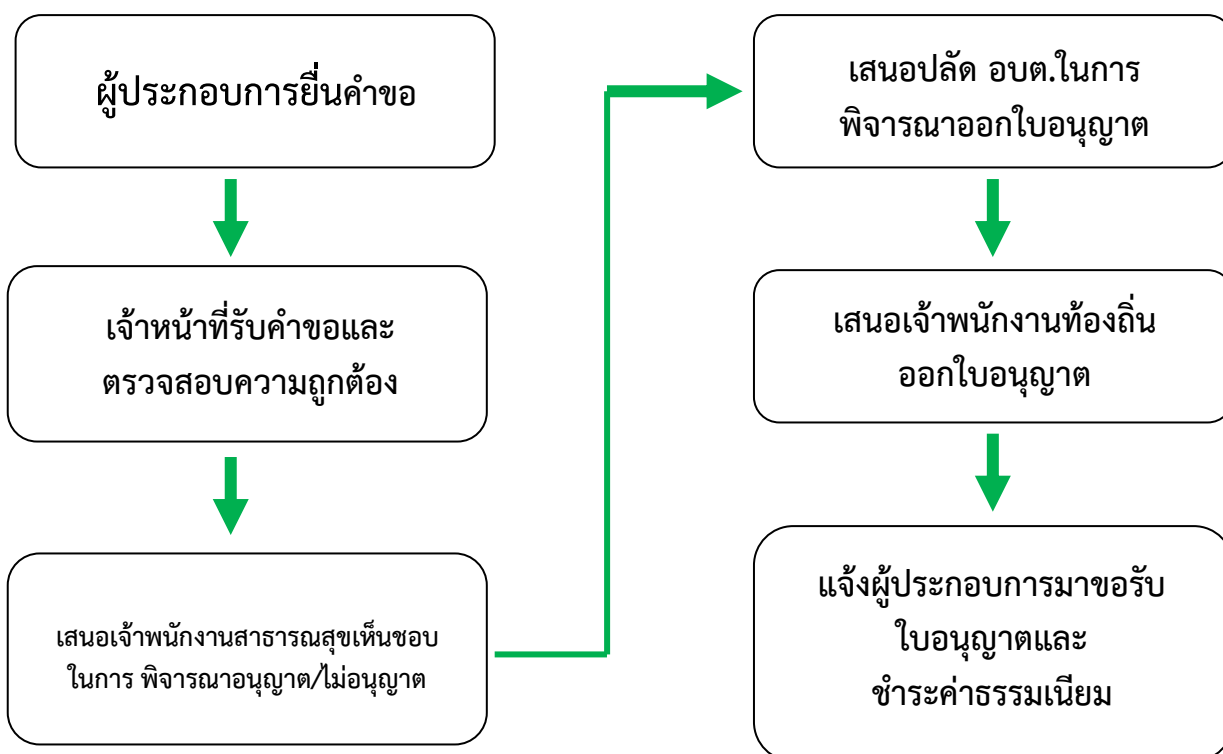 ผู้ประกอบการยื่นคำขอ
เจ้าหน้าที่รับคำขอและ
ตรวจสอบความถูกต้อง
เสนอเจ้าพนักงานสาธารณสุขเห็นชอบ
ในการ พิจารณาอนุญาต/ไม่อนุญาต
เสนอปลัด อบต.ในการ
พิจารณาออกใบอนุญาต
เสนอเจ้าพนักงานท้องถิ่น
ออกใบอนุญาต
แจ้งผู้ประกอบการมาขอรับ
ใบอนุญาตและ
ชำระค่าธรรมเนียม